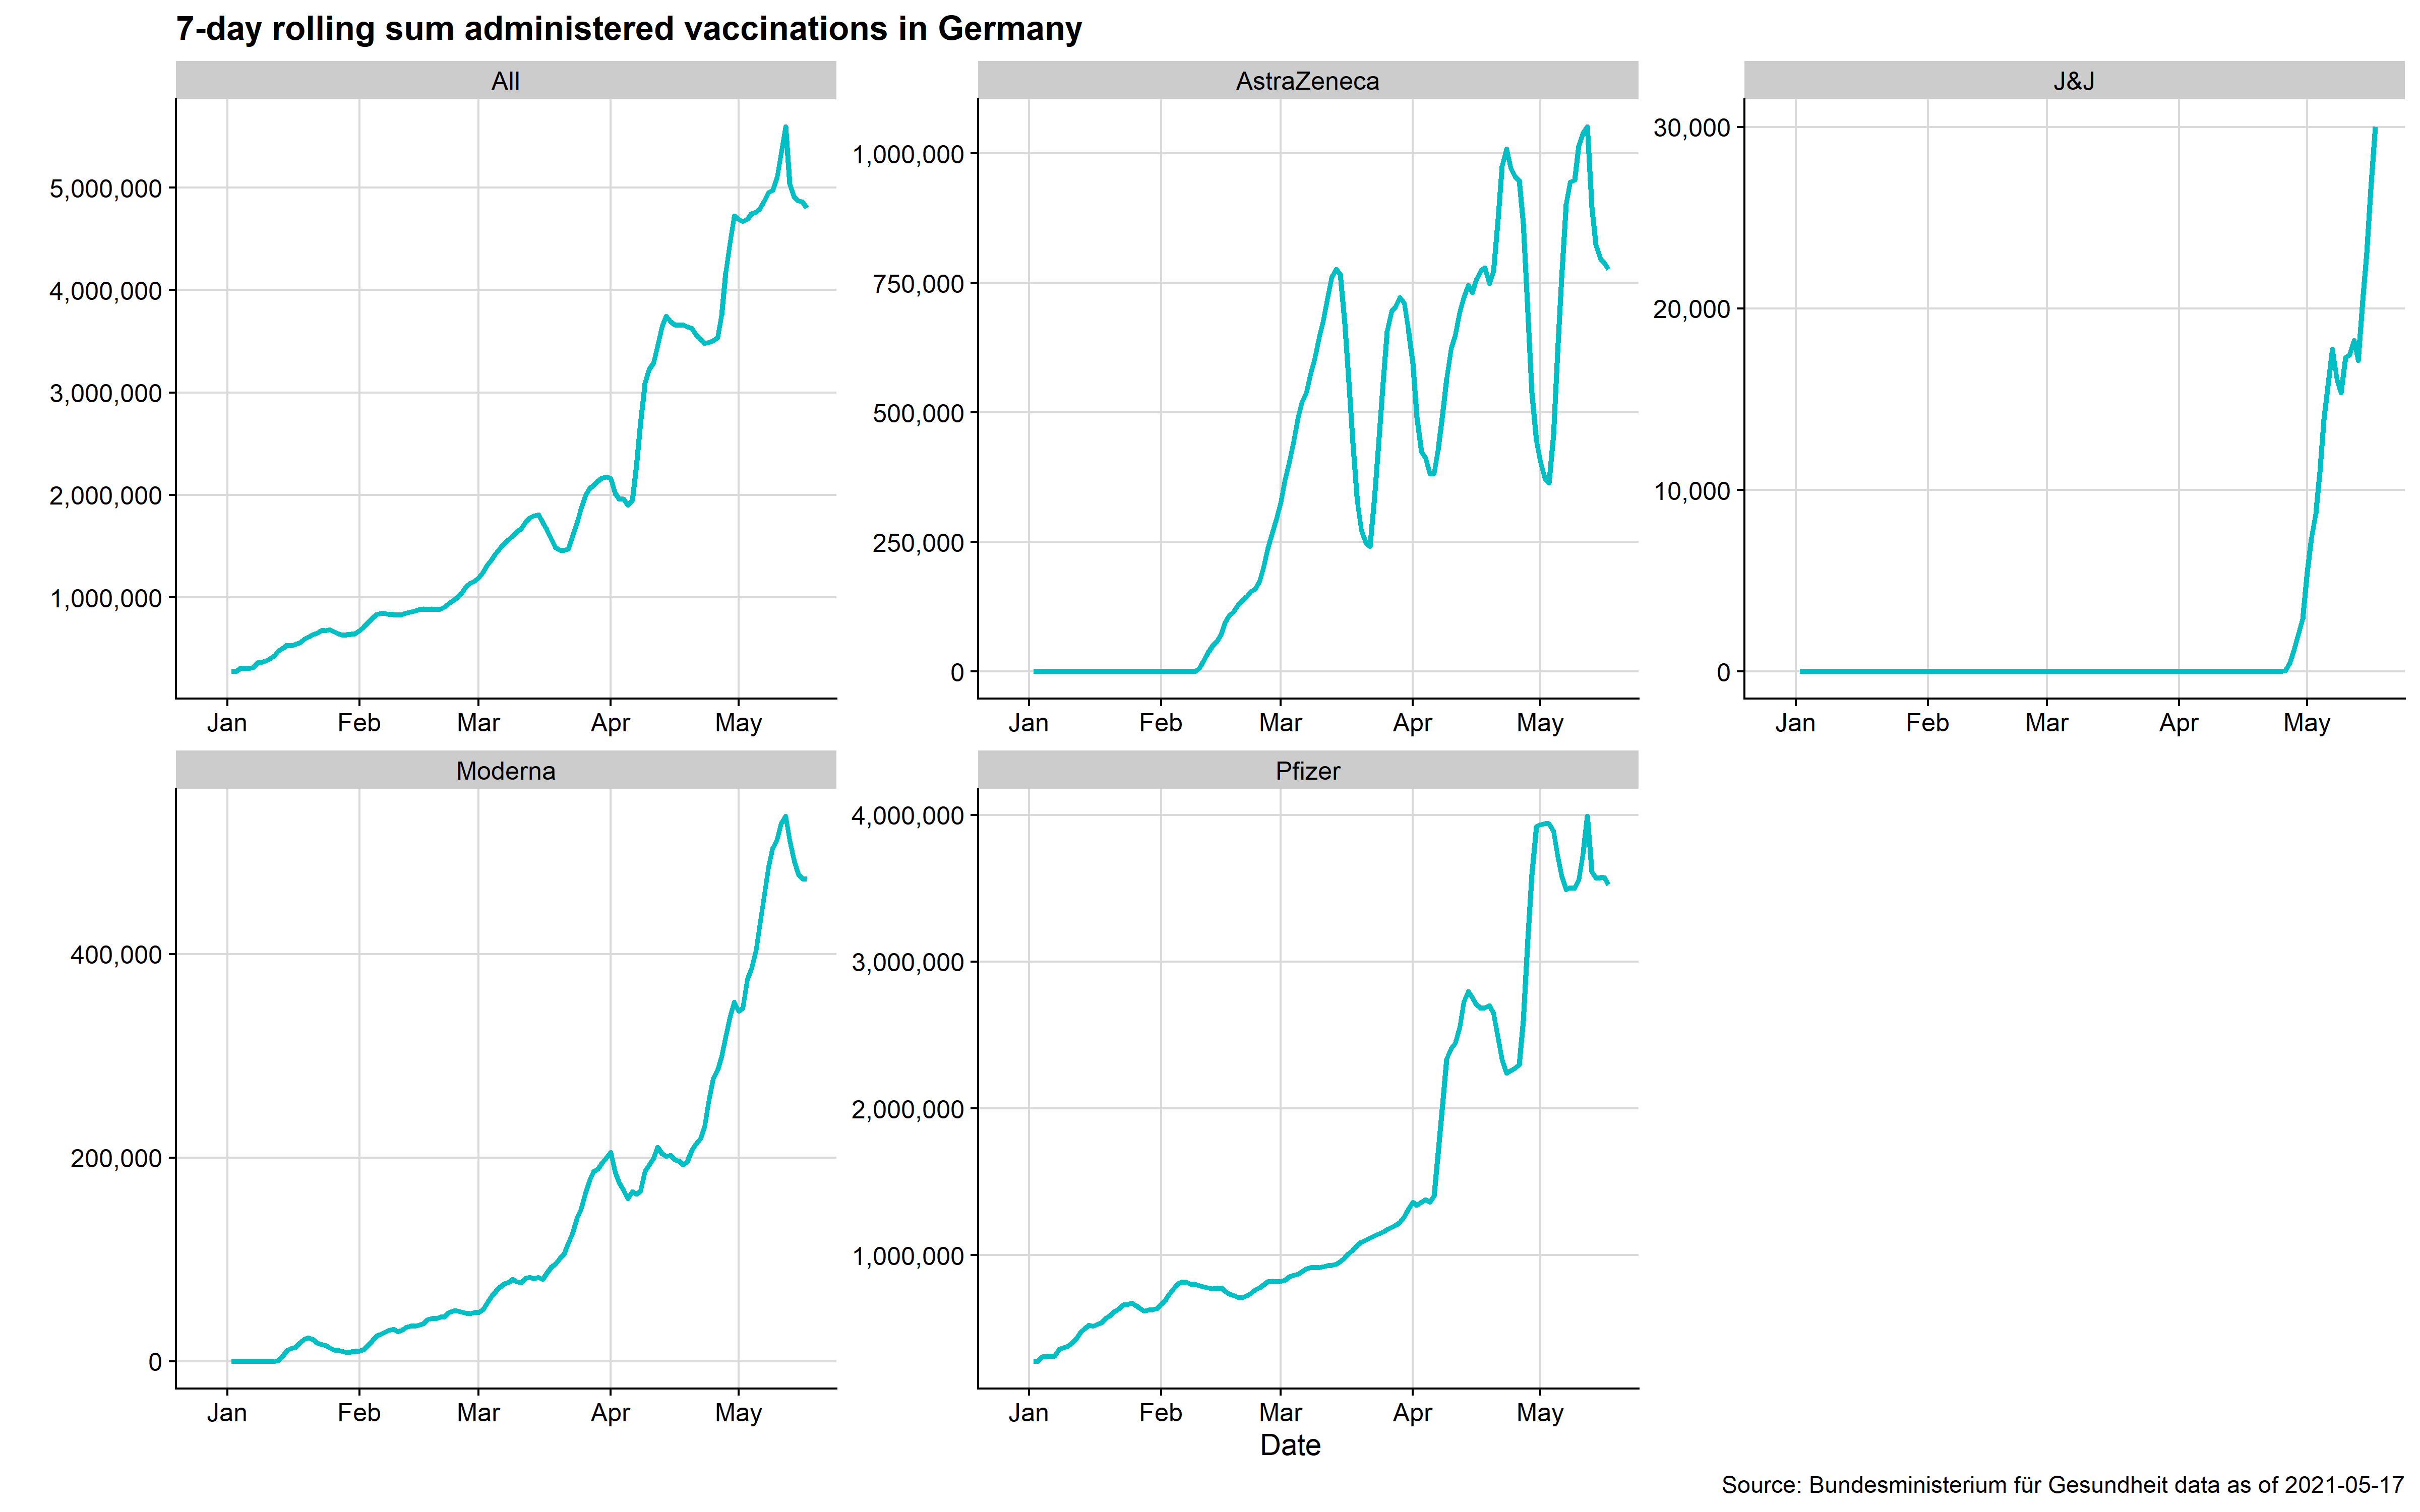 7-day rolling sum administered vaccinations in Germany
All
AstraZeneca
J&J
5,000,000
4,000,000
3,000,000
2,000,000
1,000,000
Jan Feb Mar Apr May
1,000,000
750,000
500,000
250,000
0
Jan Feb Mar Apr May
30,000
20,000
10,000
0
Jan Feb Mar Apr May
Moderna
Pfizer
400,000
200,000
0
Jan Feb Mar Apr May
4,000,000
3,000,000
2,000,000
1,000,000
Jan Feb Mar Apr May
Date
Source: Bundesministerium für Gesundheit data as of 2021-05-17